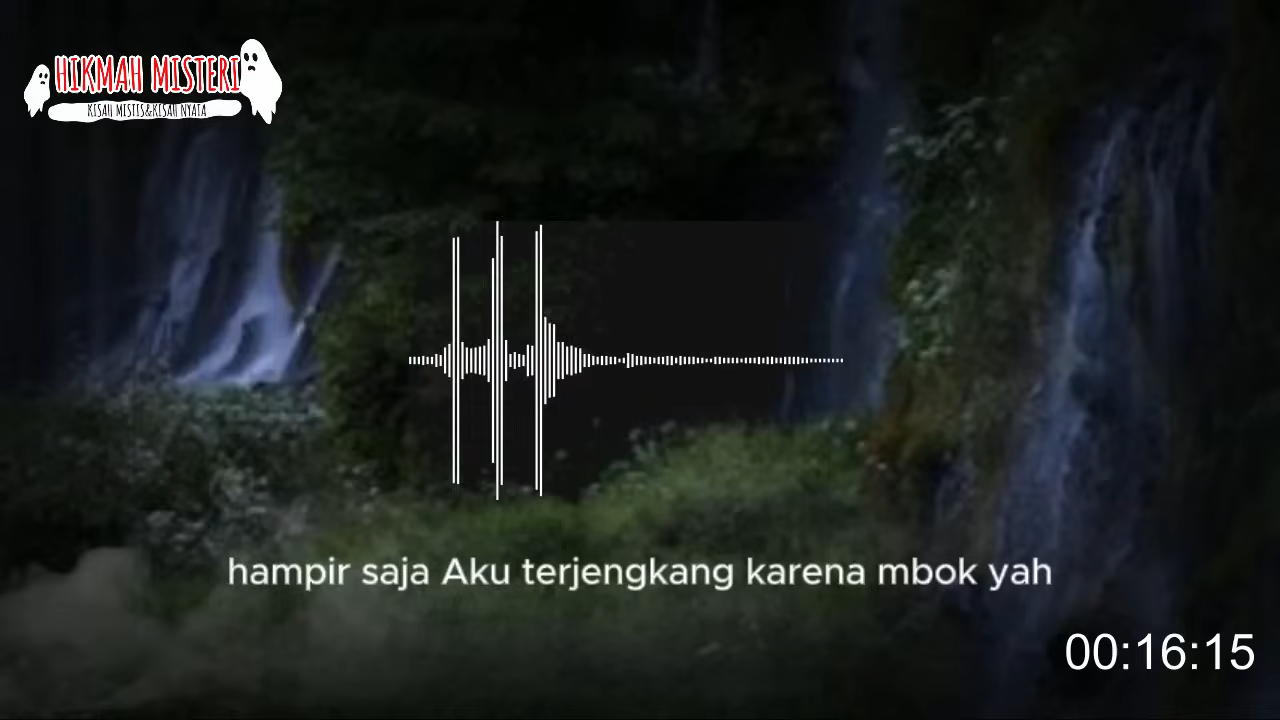 HIKMAH MISTERI
KISAH MISTIS&KISAH NYATA
hampir saja Aku terjengkang karena mbok yah
00:16:15